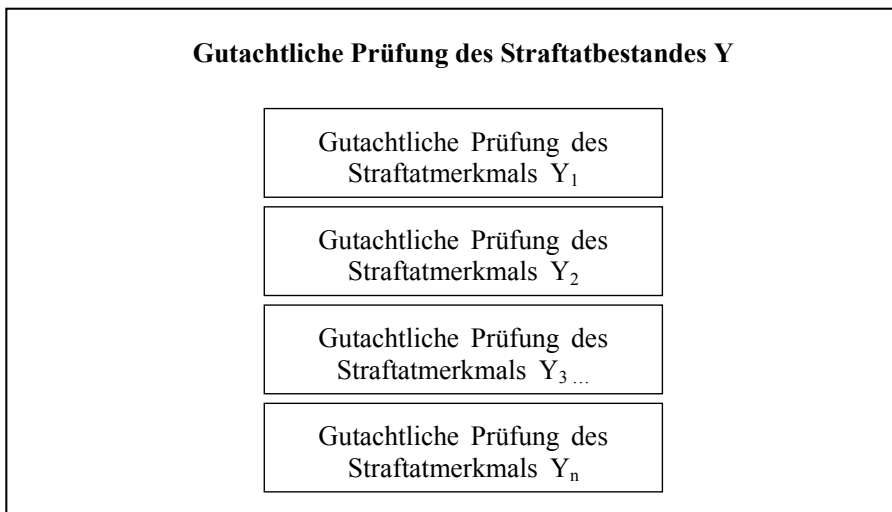 Gutachtliche Prüfung des Straftatbestandes Y
Gutachtliche Prüfung des
Straftatmerkmals Y₁
Gutachtliche Prüfung des
Straftatmerkmals Y₂
Gutachtliche Prüfung des
Straftatmerkmals Y₃ …
Gutachtliche Prüfung des
Straftatmerkmals Yₙ